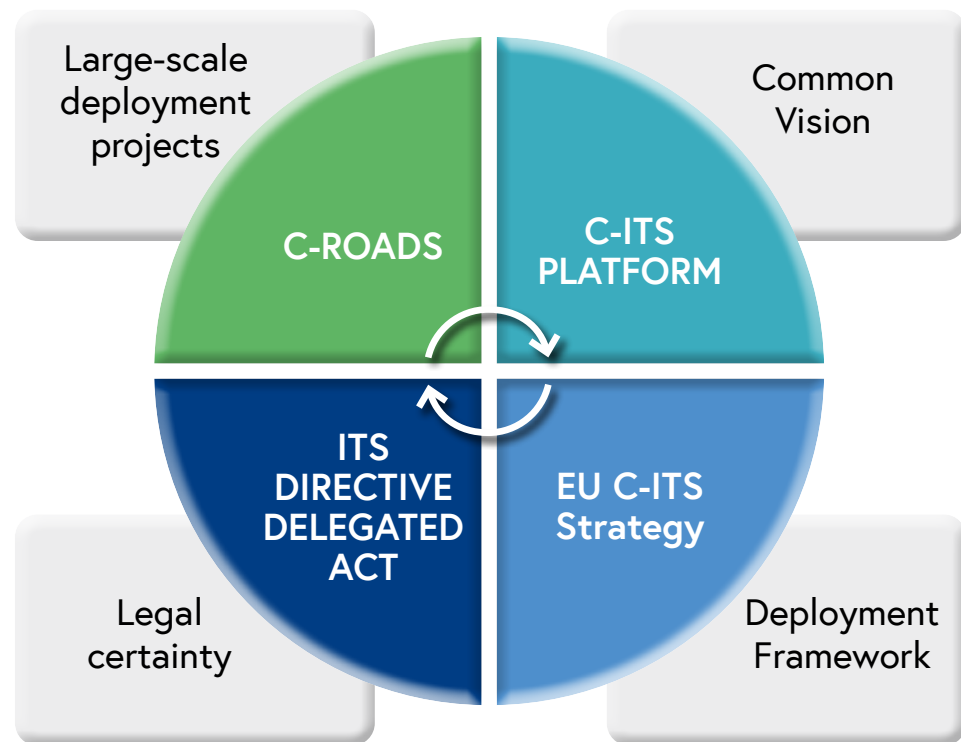 Large-scale
deployment
projects
Common
Vision
C-ROADS
C-ITS
PLATFORM
ITS
DIRECTIVE
DELEGATED
ACT
EU C-ITS
Strategy
Legal
certainty
Deployment
Framework